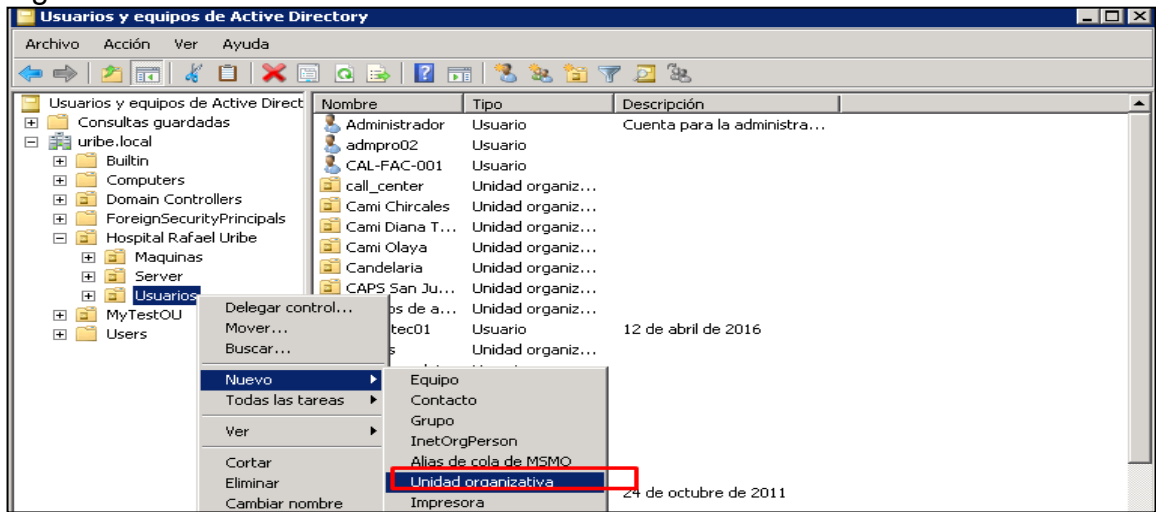 Usuarios y equipos de Active Directory
Archivo Acción Ver Ayuda
Usuarios y equipos de Active Direct
Consultas guardadas
uribe.local
Builtin
Computers
Domain Controllers
ForeignSecurityPrincipals
Hospital Rafael Uribe
Maquinas
Server
Usuarios
MyTestOU
Users
Nombre Tipo Descripción
Administrador Usuario Cuenta para la administra...
admpro02 Usuario
CAL-FAC-001 Usuario
call_center Unidad organiz...
Cami Chircales Unidad organiz...
Cami Diana T... Unidad organiz...
Cami Olaya Unidad organiz...
Candelaria Unidad organiz...
CAPS San Ju... Unidad organiz...
os de a... Unidad organiz...
tec01 Usuario 12 de abril de 2016
s Unidad organiz...
24 de octubre de 2011
Delegar control...
Mover...
Buscar...
Nuevo
Todas las tareas
Ver
Cortar
Eliminar
Cambiar nombre
Equipo
Contacto
Grupo
InetOrgPerson
Alias de cola de MSMQ
Unidad organizativa
Impresora